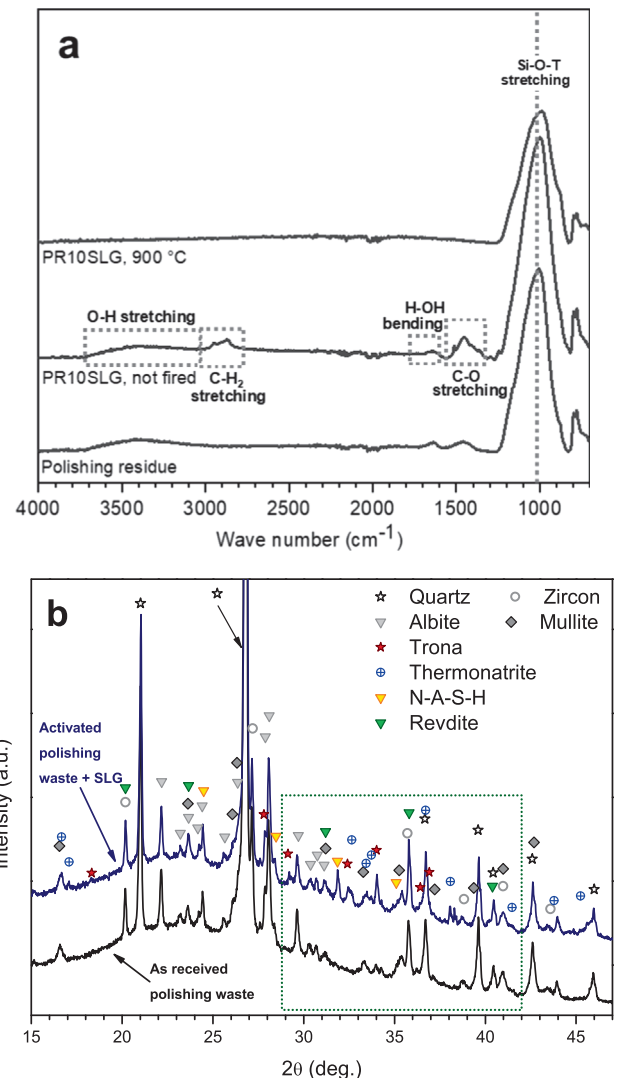 a
Si-O-T
stretching
PR10SLG, 900 °C
O-H stretching
H-OH
bending
PR10SLG, not fired
C-H2
stretching
C-O
stretching
Polishing residue
4000 3500 3000 2500 2000 1500 1000
Wave number (cm-1)
b
Quartz
Zircon
Albite
Mullite
Trona
Thermonatrite
N-A-S-H
Revdite
Activated
polishing
waste + SLG
As received
polishing waste
Intensity (a.u.)
15 20 25 30 35 40 45
2θ (deg.)